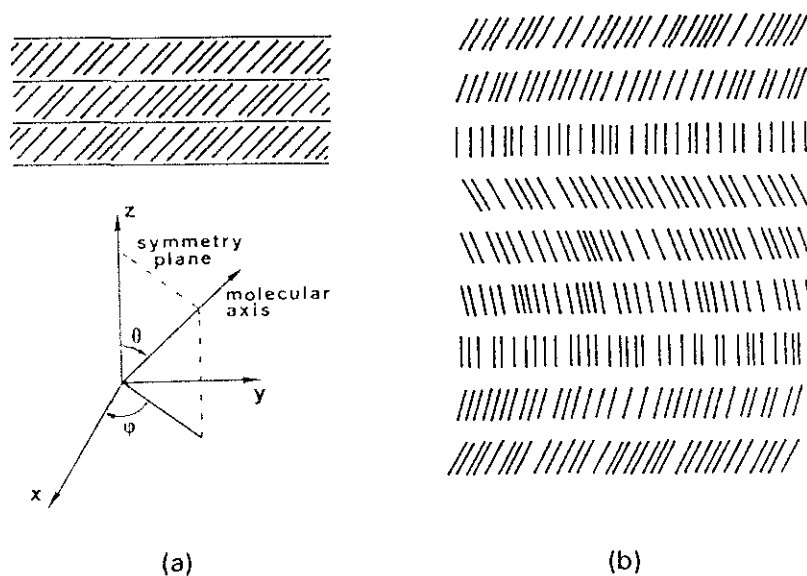 z
symmetry
plane
molecular
axis
θ
y
φ
x
(a)
(b)